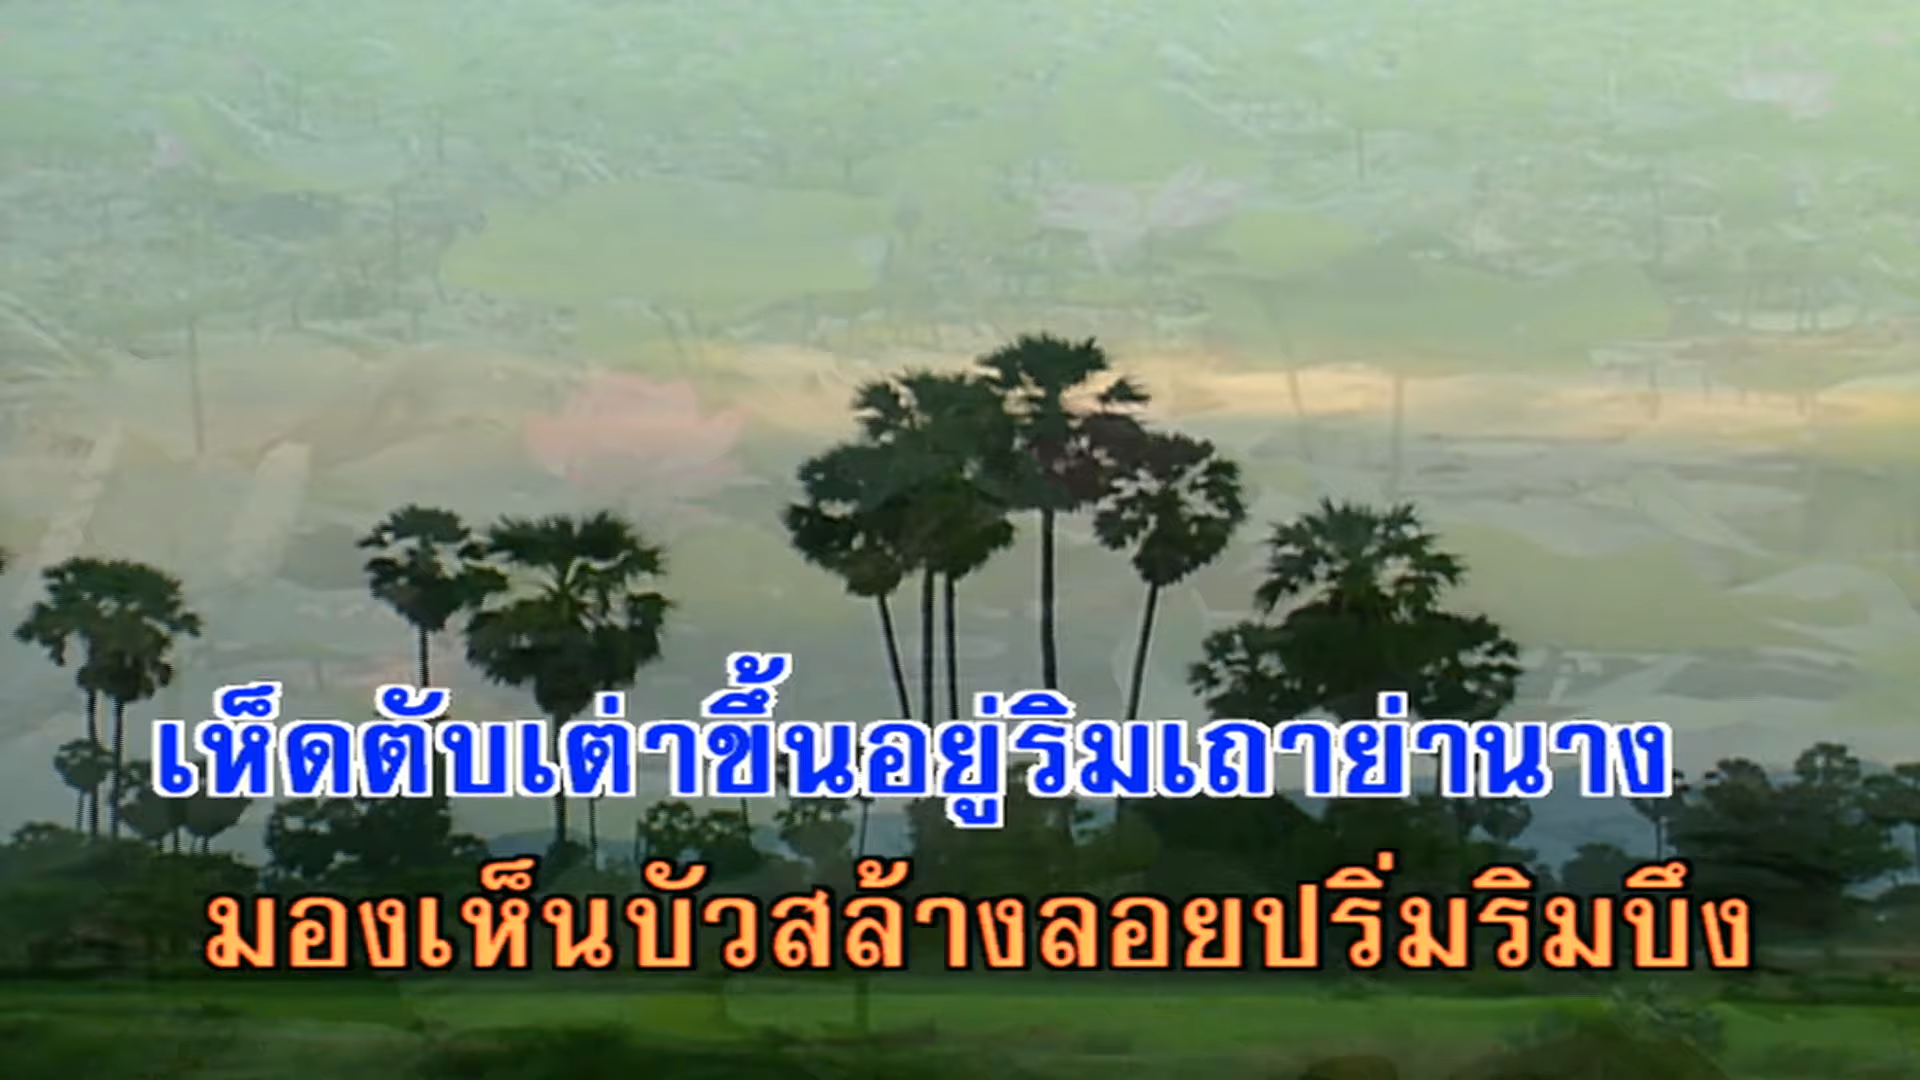 เห็ดตับเต่าขึ้นอยู่ริมเถาย่านาง
มองเห็นบัวสล้างลอยปริ่มริมบึง